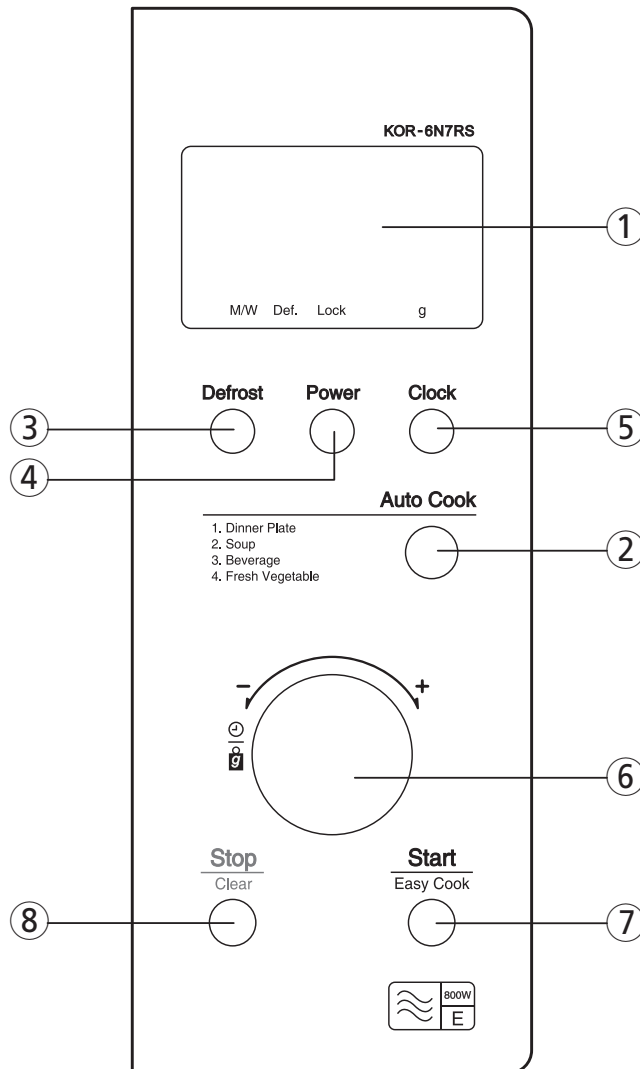 KOR-6N7RS
1
M/W Def. Lock g
Defrost Power Clock
3
5
4
Auto Cook
1. Dinner Plate
2. Soup
3. Beverage
4. Fresh Vegetable
2
- +
g
6
Stop Start
Clear Easy Cook
8
7
800W
E